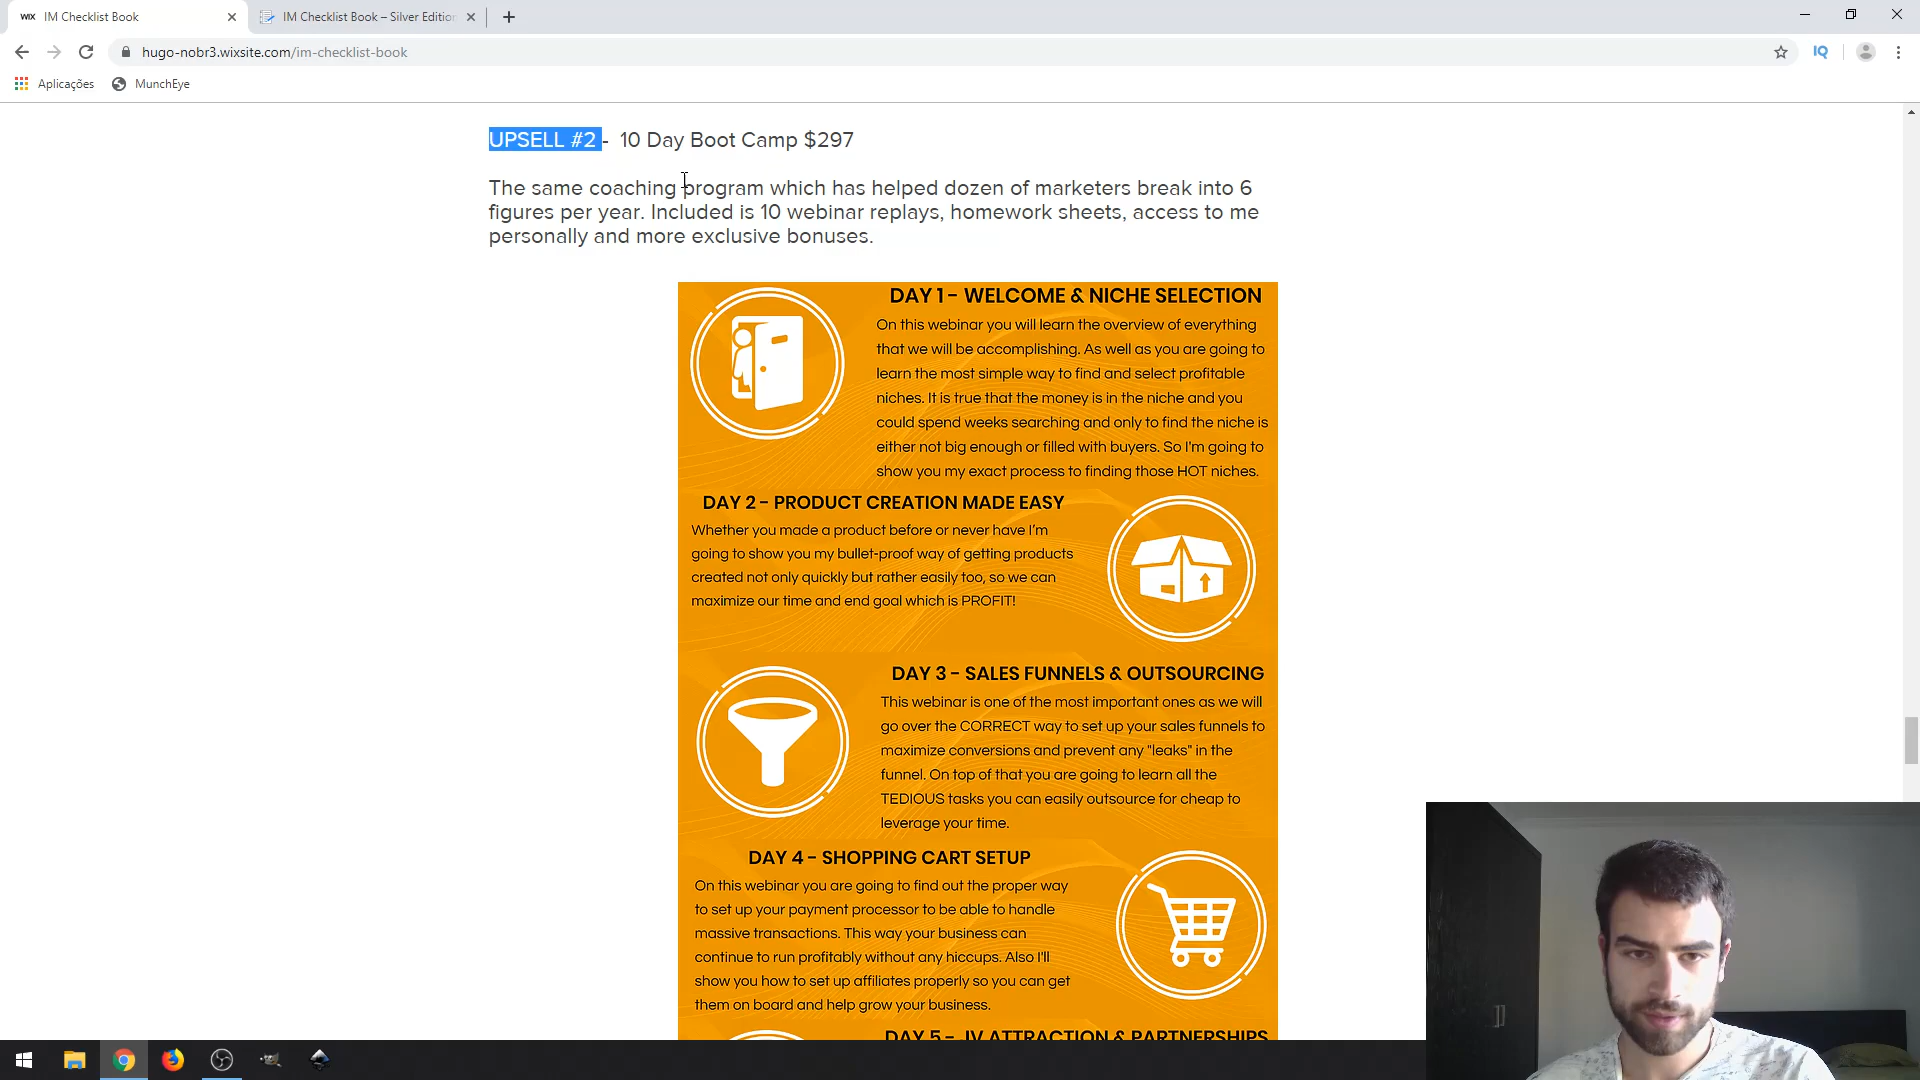 WIX IM Checklist Book
IM Checklist Book – Silver Edition
hugo-nobr3.wixsite.com/im-checklist-book
IQ
Aplicações
MunchEye
UPSELL #2 - 10 Day Boot Camp $297
The same coaching program which has helped dozen of marketers break into 6
figures per year. Included is 10 webinar replays, homework sheets, access to me
personally and more exclusive bonuses.
DAY 1 - WELCOME & NICHE SELECTION
On this webinar you will learn the overview of everything
that we will be accomplishing. As well as you are going to
learn the most simple way to find and select profitable
niches. It is true that the money is in the niche and you
could spend weeks searching and only to find the niche is
either not big enough or filled with buyers. So I'm going to
show you my exact process to finding those HOT niches.
DAY 2 - PRODUCT CREATION MADE EASY
Whether you made a product before or never have I'm
going to show you my bullet-proof way of getting products
created not only quickly but rather easily too, so we can
maximize our time and end goal which is PROFIT!
DAY 3 - SALES FUNNELS & OUTSOURCING
This webinar is one of the most important ones as we will
go over the CORRECT way to set up your sales funnels to
maximize conversions and prevent any "leaks" in the
funnel. On top of that you are going to learn all the
TEDIOUS tasks you can easily outsource for cheap to
leverage your time.
DAY 4 - SHOPPING CART SETUP
On this webinar you are going to find out the proper way
to set up your payment processor to be able to handle
massive transactions. This way your business can
continue to run profitably without any hiccups. Also I'll
show you how to set up affiliates properly so you can get
them on board and help grow your business.
DAY 5 - JV ATTRACTION & PARTNERSHIPS